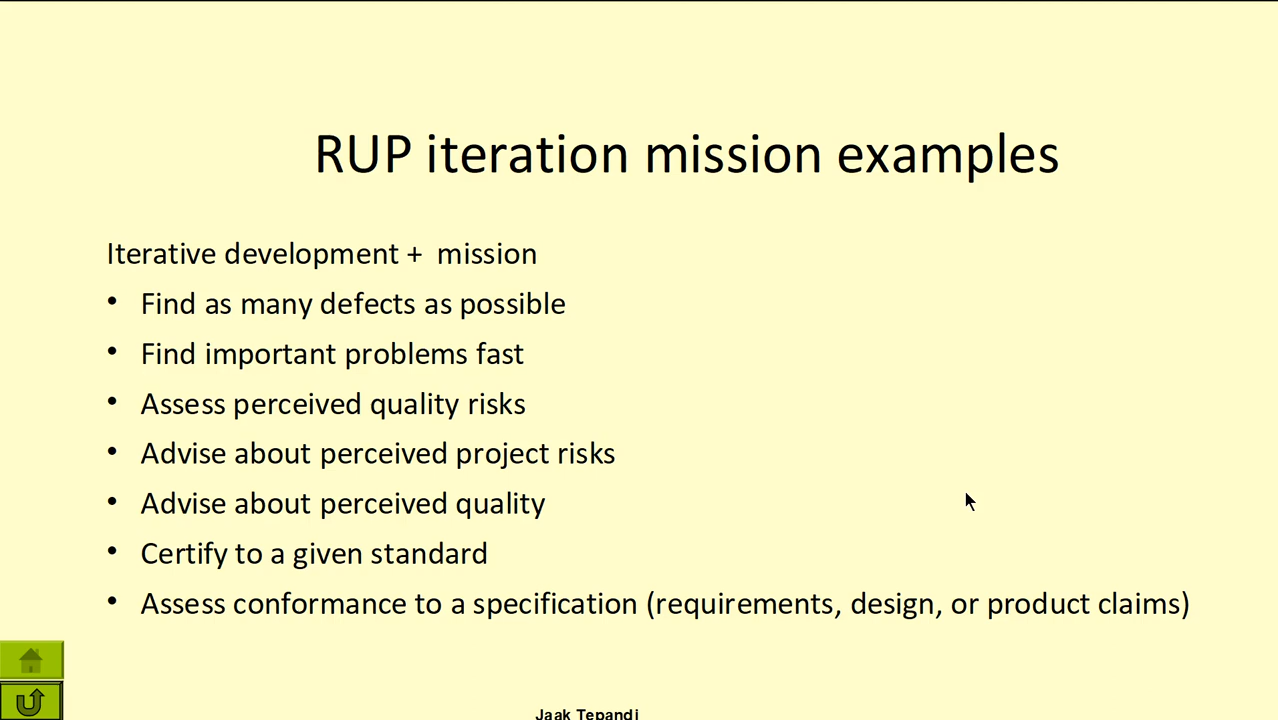 RUP iteration mission examples
Iterative development +  mission
• Find as many defects as possible
• Find important problems fast
• Assess perceived quality risks
• Advise about perceived project risks
• Advise about perceived quality
• Certify to a given standard
• Assess conformance to a specification (requirements, design, or product claims)
Jaak Tepandi